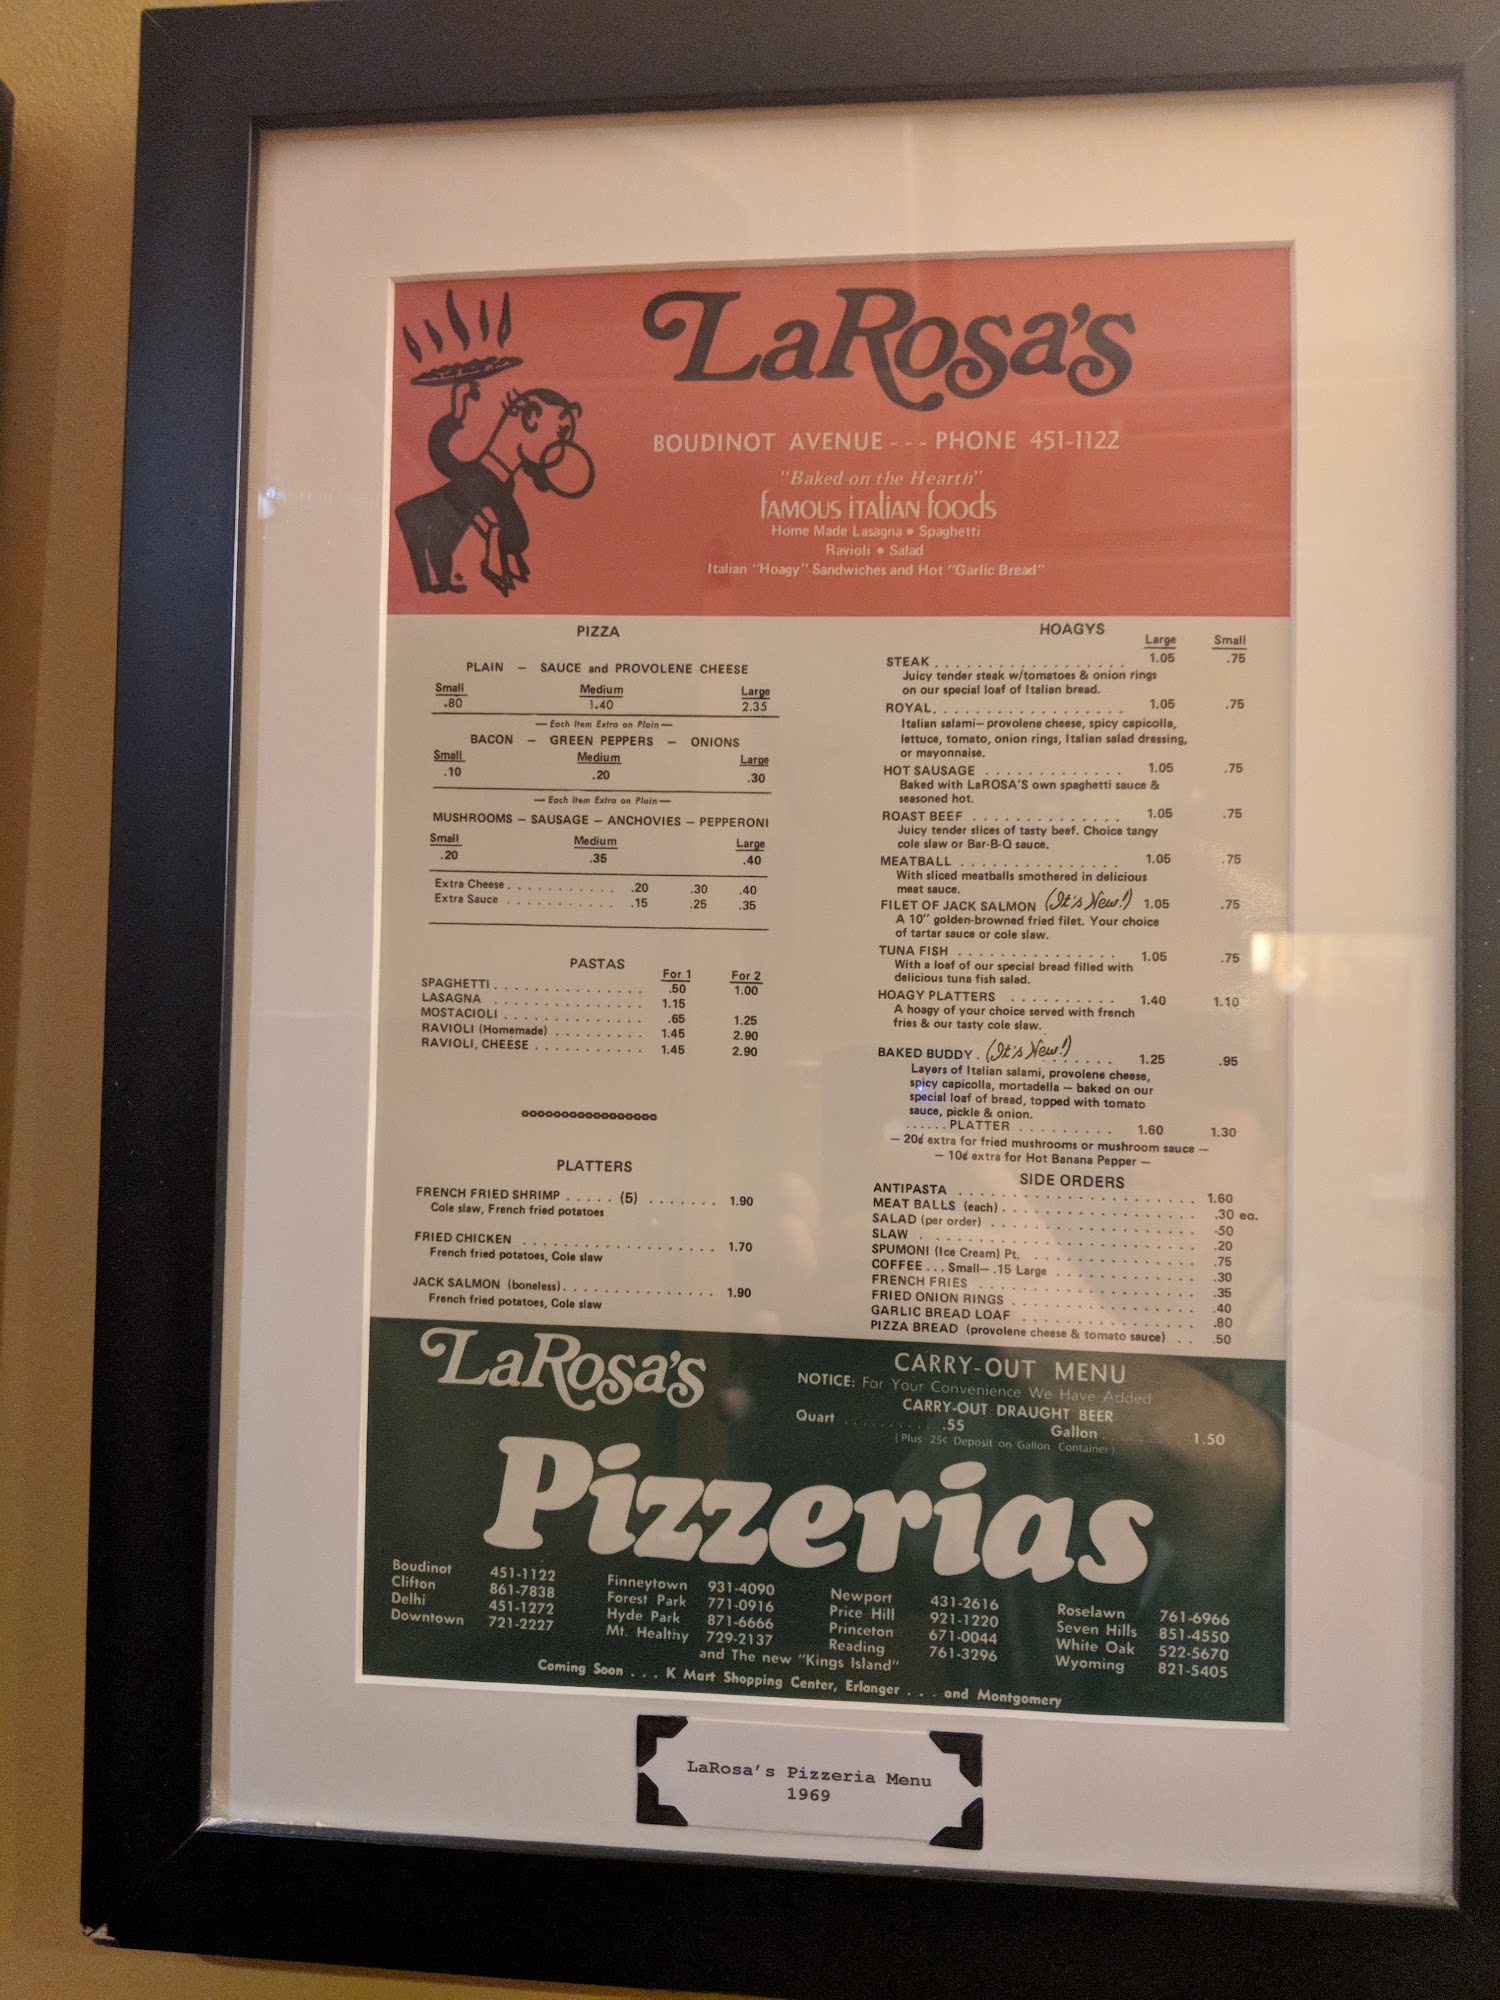 LaRosa's
BOUDINOT AVENUE - - - PHONE 451-1122
"Baked on the Hearth"
famous italian foods
Home Made Lasagna • Spaghetti
Ravioli • Salad
Italian "Hoagy" Sandwiches and Hot "Garlic Bread"
PIZZA
PLAIN — SAUCE and PROVOLENE CHEESE
Small Medium Large
.80 1.40 2.35
— Each Item Extra on Plain —
BACON — GREEN PEPPERS — ONIONS
Small Medium Large
.10 .20 .30
— Each Item Extra on Plain —
MUSHROOMS — SAUSAGE — ANCHOVIES — PEPPERONI
Small Medium Large
.20 .35 .40
Extra Cheese . . . . . . . . . . . .20 .30 .40
Extra Sauce . . . . . . . . . . . .15 .25 .35
PASTAS
For 1 For 2
SPAGHETTI . . . . . . . . . . . . . . .50 1.00
LASAGNA . . . . . . . . . . . . . . 1.15
MOSTACIOLI . . . . . . . . . . . . . .65 1.25
RAVIOLI (Homemade) . . . . . . . . . 1.45 2.90
RAVIOLI, CHEESE . . . . . . . . . . . 1.45 2.90
PLATTERS
FRENCH FRIED SHRIMP . . . . . (5) . . . . . . . 1.90
Cole slaw, French fried potatoes
FRIED CHICKEN . . . . . . . . . . . . . . . . . . 1.70
French fried potatoes, Cole slaw
JACK SALMON (boneless) . . . . . . . . . . . . . . 1.90
French fried potatoes, Cole slaw
HOAGYS
Large Small
STEAK . . . . . . . . . . . . . . . . . . 1.05 .75
Juicy tender steak w/tomatoes & onion rings
on our special loaf of Italian bread.
ROYAL . . . . . . . . . . . . . . . . . . 1.05 .75
Italian salami— provolene cheese, spicy capicolla,
lettuce, tomato, onion rings, Italian salad dressing,
or mayonnaise.
HOT SAUSAGE . . . . . . . . . . . . . 1.05 .75
Baked with LaROSA'S own spaghetti sauce &
seasoned hot.
ROAST BEEF . . . . . . . . . . . . . . 1.05 .75
Juicy tender slices of tasty beef. Choice tangy
cole slaw or Bar-B-Q sauce.
MEATBALL . . . . . . . . . . . . . . . 1.05 .75
With sliced meatballs smothered in delicious
meat sauce.
FILET OF JACK SALMON (It's New!) 1.05 .75
A 10" golden-browned fried filet. Your choice
of tartar sauce or cole slaw.
TUNA FISH . . . . . . . . . . . . . . . 1.05 .75
With a loaf of our special bread filled with
delicious tuna fish salad.
HOAGY PLATTERS . . . . . . . . . . 1.40 1.10
A hoagy of your choice served with french
fries & our tasty cole slaw.
BAKED BUDDY . (It's New!) . . . . . 1.25 .95
Layers of Italian salami, provolene cheese,
spicy capicolla, mortadella — baked on our
special loaf of bread, topped with tomato
sauce, pickle & onion.
. . . . . . PLATTER . . . . . . . . . 1.60 1.30
— 20¢ extra for fried mushrooms or mushroom sauce —
— 10¢ extra for Hot Banana Pepper —
SIDE ORDERS
ANTIPASTA . . . . . . . . . . . . . . . . . . . . . . 1.60
MEAT BALLS (each) . . . . . . . . . . . . . . . . . . .30 ea.
SALAD (per order) . . . . . . . . . . . . . . . . . . .50
SLAW . . . . . . . . . . . . . . . . . . . . . . . . .20
SPUMONI (Ice Cream) Pt. . . . . . . . . . . . . . . . .75
COFFEE . . . Small— .15 Large . . . . . . . . . . . . .30
FRENCH FRIES . . . . . . . . . . . . . . . . . . . . .35
FRIED ONION RINGS . . . . . . . . . . . . . . . . . . .40
GARLIC BREAD LOAF . . . . . . . . . . . . . . . . . . .80
PIZZA BREAD (provolene cheese & tomato sauce) . . .50
LaRosa's
Pizzerias
CARRY-OUT MENU
NOTICE: For Your Convenience We Have Added
CARRY-OUT DRAUGHT BEER
Quart . . . . . . . . . .55 Gallon . . . . . . . . . 1.50
(Plus 25¢ Deposit on Gallon Container)
Boudinot 451-1122 Finneytown 931-4090 Newport 431-2616 Roselawn 761-6966
Clifton 861-7838 Forest Park 771-0916 Price Hill 921-1220 Seven Hills 851-4550
Delhi 451-1272 Hyde Park 871-6666 Princeton 671-0044 White Oak 522-5670
Downtown 721-2227 Mt. Healthy 729-2137 Reading 761-3296 Wyoming 821-5405
and The new "Kings Island"
Coming Soon . . . K Mart Shopping Center, Erlanger . . . and Montgomery
LaRosa's Pizzeria Menu
1969